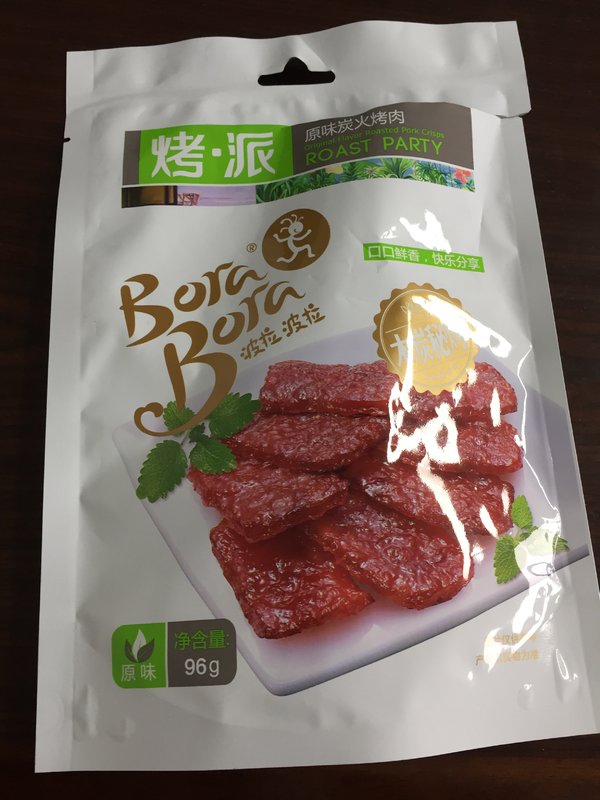 烤·派
原味炭火烤肉
Original Flavor Roasted Pork Crisps
ROAST PARTY
口口鲜香，快乐分享
Bora ®
Bora
波拉 波拉
原味
净含量:
96g